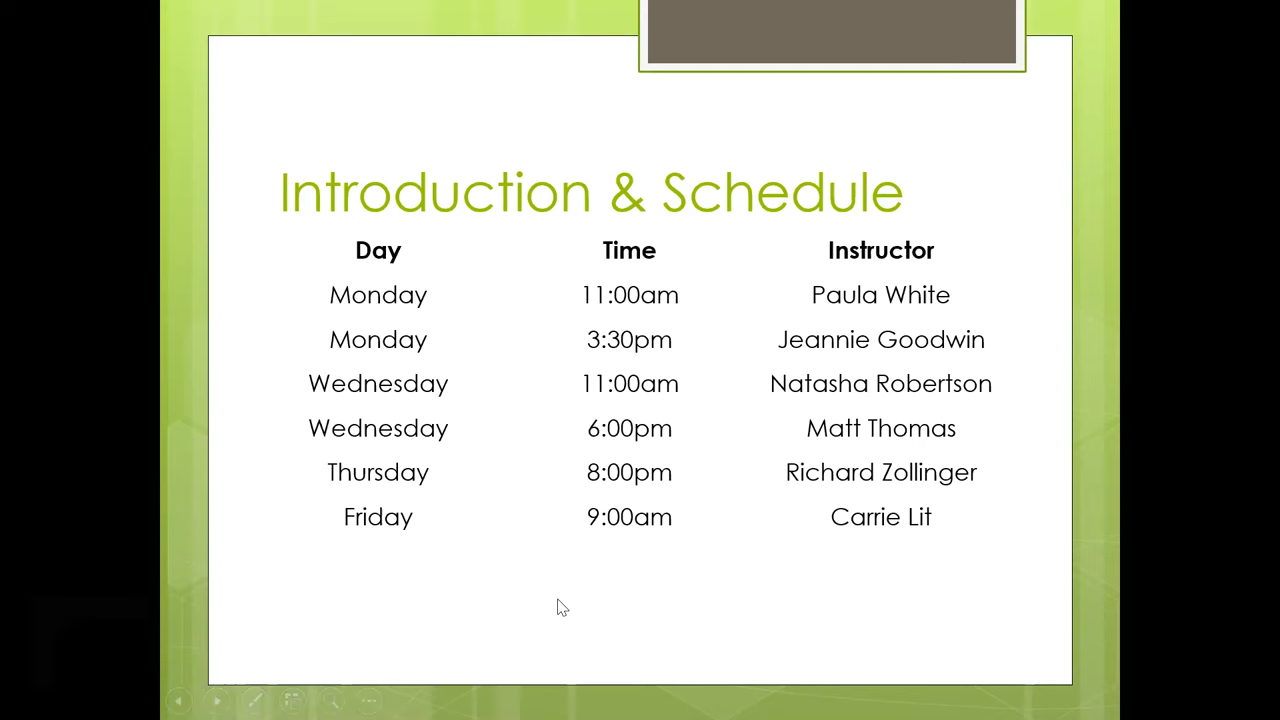 Introduction & Schedule
Day Time Instructor
Monday 11:00am Paula White
Monday 3:30pm Jeannie Goodwin
Wednesday 11:00am Natasha Robertson
Wednesday 6:00pm Matt Thomas
Thursday 8:00pm Richard Zollinger
Friday 9:00am Carrie Lit